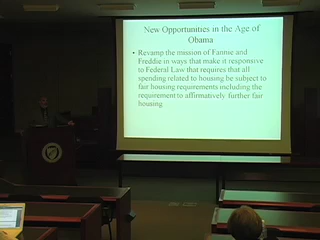 New Opportunities in the Age of
Obama
• Revamp the mission of Fannie and
Freddie in ways that make it responsive
to Federal Law that requires that all
spending related to housing be subject to
fair housing requirements including the
requirement to affirmatively further fair
housing